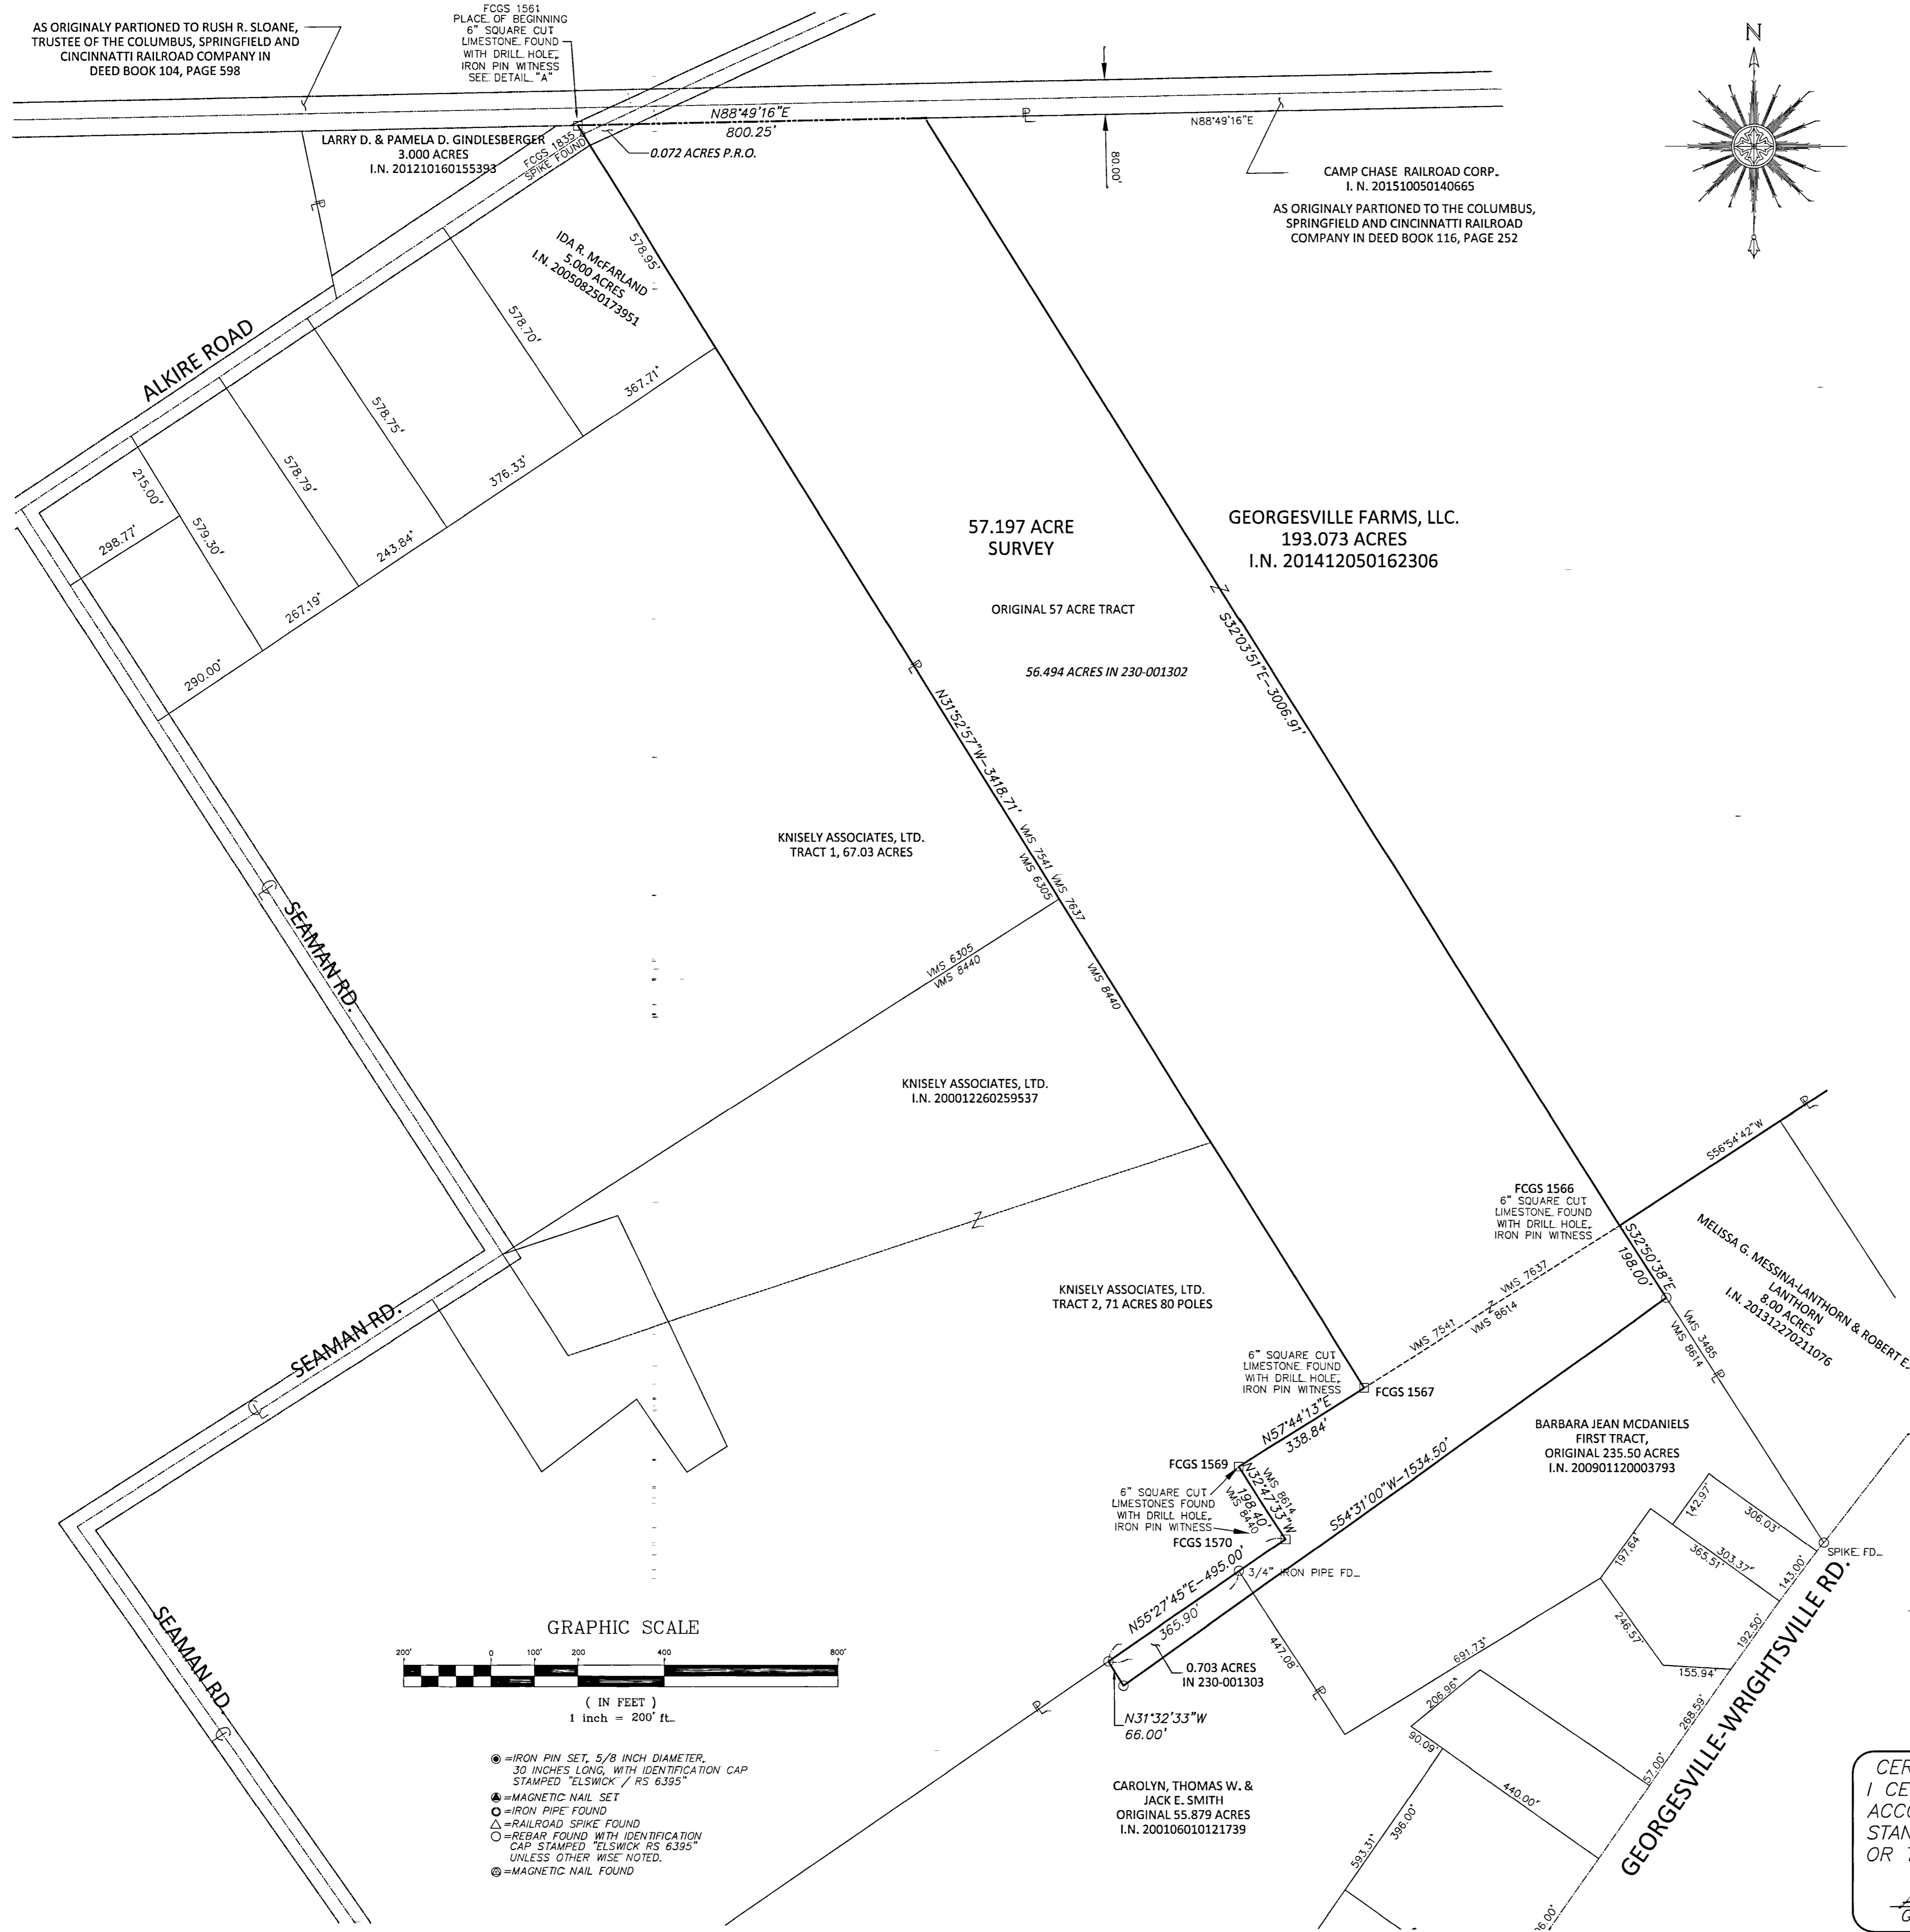 AS ORIGINALY PARTIONED TO RUSH R. SLOANE,
TRUSTEE OF THE COLUMBUS, SPRINGFIELD AND
CINCINNATTI RAILROAD COMPANY IN
DEED BOOK 104, PAGE 598
FCGS 1561
PLACE OF BEGINNING
6" SQUARE CUT
LIMESTONE FOUND
WITH DRILL HOLE,
IRON PIN WITNESS
SEE DETAIL "A"
N
N88°49'16"E
800.25'
N88°49'16"E
80.00'
LARRY D. & PAMELA D. GINDLESBERGER
3.000 ACRES
I.N. 201210160155393
FCGS 1835
SPIKE FOUND
0.072 ACRES P.R.O.
CAMP CHASE RAILROAD CORP.
I. N. 201510050140665
AS ORIGINALY PARTIONED TO THE COLUMBUS,
SPRINGFIELD AND CINCINNATTI RAILROAD
COMPANY IN DEED BOOK 116, PAGE 252
IDA R. McFARLAND
5.000 ACRES
I.N. 200508250173951
578.95'
578.70'
367.71'
ALKIRE ROAD
578.75'
376.33'
578.79'
243.84'
215.00'
579.30'
298.77'
267.19'
290.00'
57.197 ACRE
SURVEY
GEORGESVILLE FARMS, LLC.
193.073 ACRES
I.N. 201412050162306
ORIGINAL 57 ACRE TRACT
56.494 ACRES IN 230-001302
S32°03'51"E-3006.91'
N31°52'57"W-3418.71'
VMS 7541
VMS 6305
VMS 7637
VMS 8440
KNISELY ASSOCIATES, LTD.
TRACT 1, 67.03 ACRES
VMS 6305
VMS 8440
SEAMAN RD.
KNISELY ASSOCIATES, LTD.
I.N. 200012260259537
S56°54'42"W
FCGS 1566
6" SQUARE CUT
LIMESTONE FOUND
WITH DRILL HOLE,
IRON PIN WITNESS
S32°50'38"E
198.00'
MELISSA G. MESSINA-LANTHORN & ROBERT E.
LANTHORN
8.00 ACRES
I.N. 201312270211076
KNISELY ASSOCIATES, LTD.
TRACT 2, 71 ACRES 80 POLES
VMS 7541
VMS 7637
VMS 8614
VMS 3485
VMS 8614
SEAMAN RD.
6" SQUARE CUT
LIMESTONE FOUND
WITH DRILL HOLE,
IRON PIN WITNESS
FCGS 1567
N57°44'13"E
338.84'
BARBARA JEAN MCDANIELS
FIRST TRACT,
ORIGINAL 235.50 ACRES
I.N. 200901120003793
FCGS 1569
VMS 8614
N32°47'33"W
198.40'
VMS 8440
6" SQUARE CUT
LIMESTONES FOUND
WITH DRILL HOLE,
IRON PIN WITNESS
FCGS 1570
S54°31'00"W-1534.50'
142.97'
306.03'
197.64'
303.37'
365.51'
143.00'
SPIKE FD.
N55°27'45"E-495.00'
365.90'
3/4" IRON PIPE FD.
246.57'
192.50'
155.94'
447.08'
691.73'
0.703 ACRES
IN 230-001303
N31°32'33"W
66.00'
206.96'
268.59'
90.09'
57.00'
440.00'
396.00'
593.31'
GEORGESVILLE-WRIGHTSVILLE RD.
SEAMAN RD.
GRAPHIC SCALE
200' 0 100' 200 400 800'
( IN FEET )
1 inch = 200' ft.
=IRON PIN SET, 5/8 INCH DIAMETER,
30 INCHES LONG, WITH IDENTIFICATION CAP
STAMPED "ELSWICK / RS 6395"
=MAGNETIC NAIL SET
=IRON PIPE FOUND
=RAILROAD SPIKE FOUND
=REBAR FOUND WITH IDENTIFICATION
CAP STAMPED "ELSWICK RS 6395"
UNLESS OTHER WISE NOTED.
=MAGNETIC NAIL FOUND
CAROLYN, THOMAS W. &
JACK E. SMITH
ORIGINAL 55.879 ACRES
I.N. 200106010121739
CER
I CE
ACCO
STAN
OR T